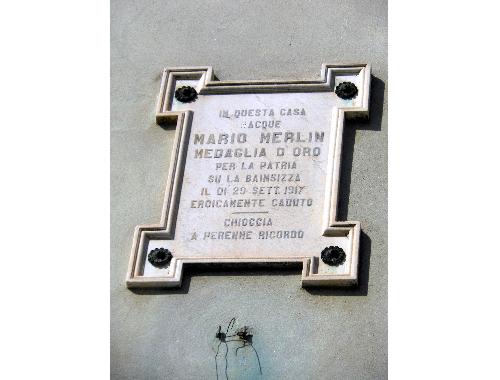 IN QUESTA CASA
NACQUE
MARIO MERLIN
MEDAGLIA D'ORO
PER LA PATRIA
SU LA BAINSIZZA
IL DI 29 SETT. 1917
EROICAMENTE CADUTO
CHIOGGIA
A PERENNE RICORDO